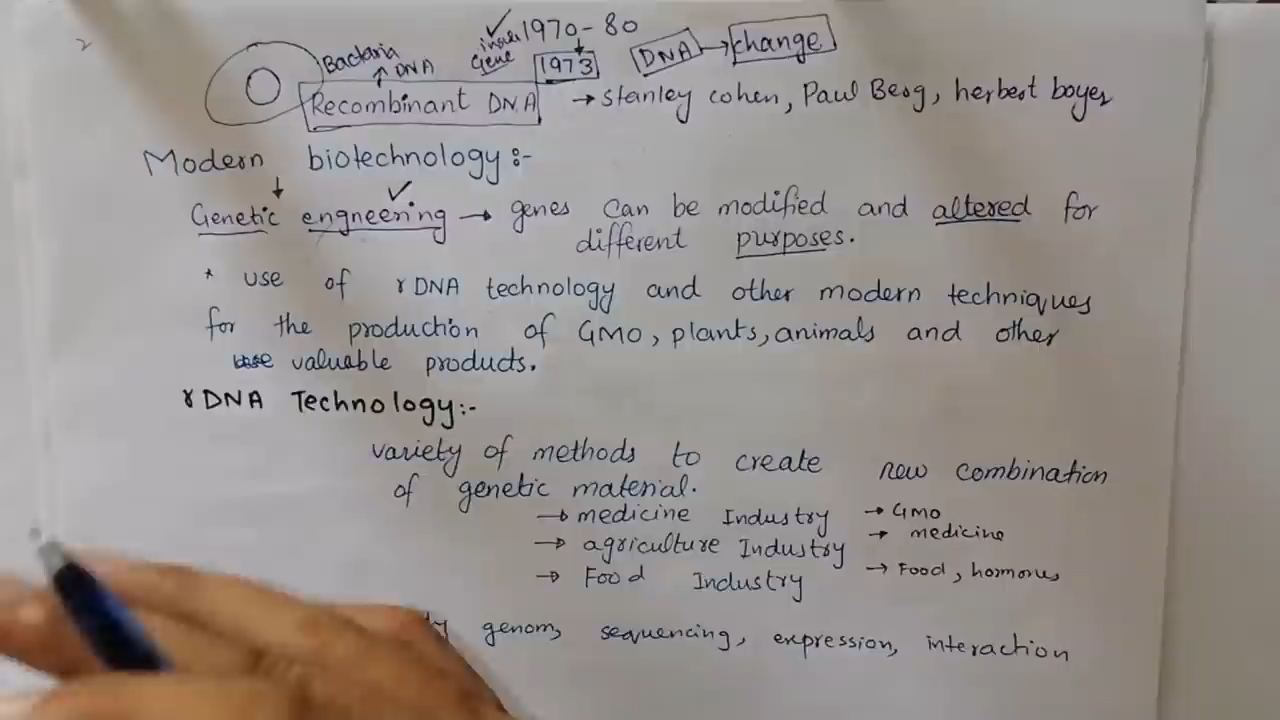 1970-80
Bacteria
DNA
Gene
1973
DNA → change
Recombinant DNA → Stanley cohen, Paul Berg, herbest boyer
Modern biotechnology :-
Genetic engneering → genes can be modified and altered for
different purposes.
* use of rDNA technology and other modern techniques
for the production of GMO, plants, animals and other
valuable products.
rDNA Technology:-
variety of methods to create new combination
of genetic material.
→ medicine Industry → GMO
→ agriculture Industry → medicine
→ Food Industry → Food, hormones
genom, sequencing, expression, interaction